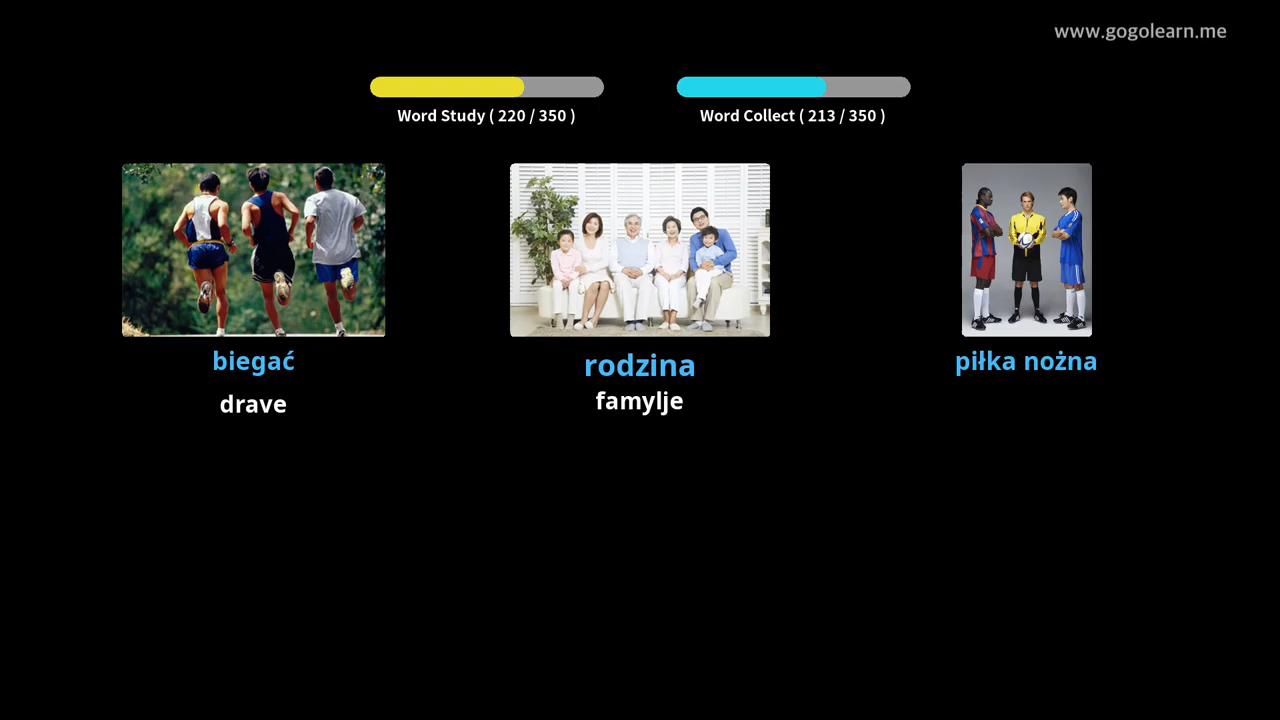 www.gogolearn.me
Word Study ( 220 / 350 )
Word Collect ( 213 / 350 )
biegać
rodzina
piłka nożna
drave
famylje